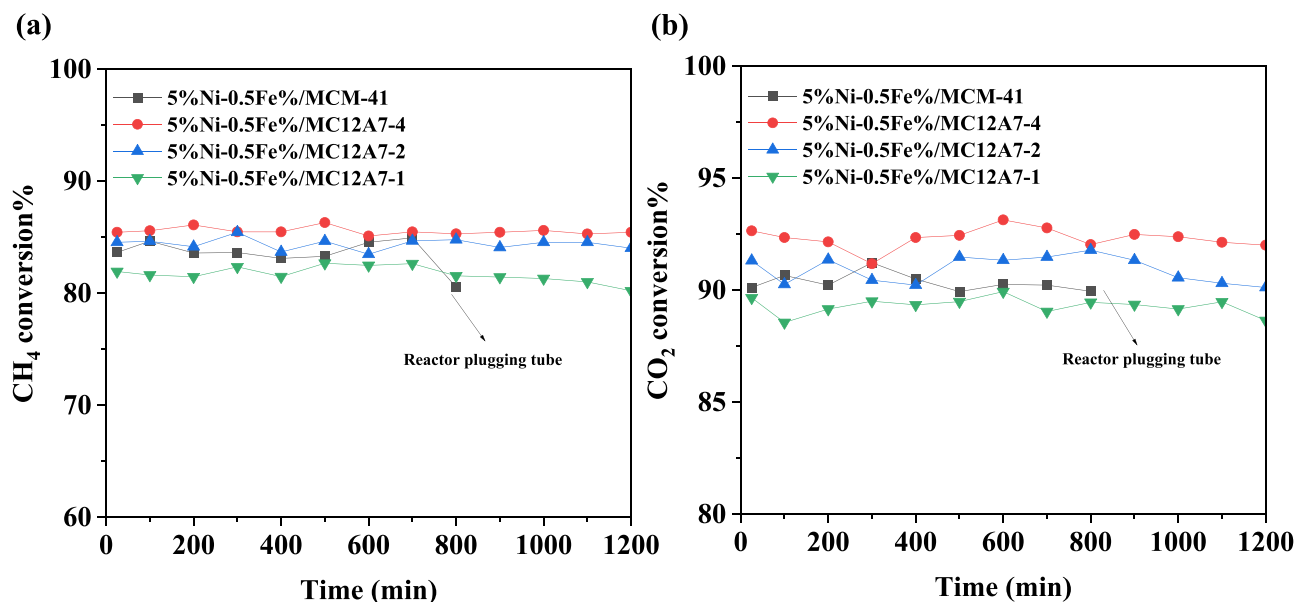 (a)
CH4 conversion%
100
90
80
70
60
5%Ni-0.5Fe%/MCM-41
5%Ni-0.5Fe%/MC12A7-4
5%Ni-0.5Fe%/MC12A7-2
5%Ni-0.5Fe%/MC12A7-1
Reactor plugging tube
0 200 400 600 800 1000 1200
Time (min)
(b)
CO2 conversion%
100
95
90
85
80
5%Ni-0.5Fe%/MCM-41
5%Ni-0.5Fe%/MC12A7-4
5%Ni-0.5Fe%/MC12A7-2
5%Ni-0.5Fe%/MC12A7-1
Reactor plugging tube
0 200 400 600 800 1000 1200
Time (min)